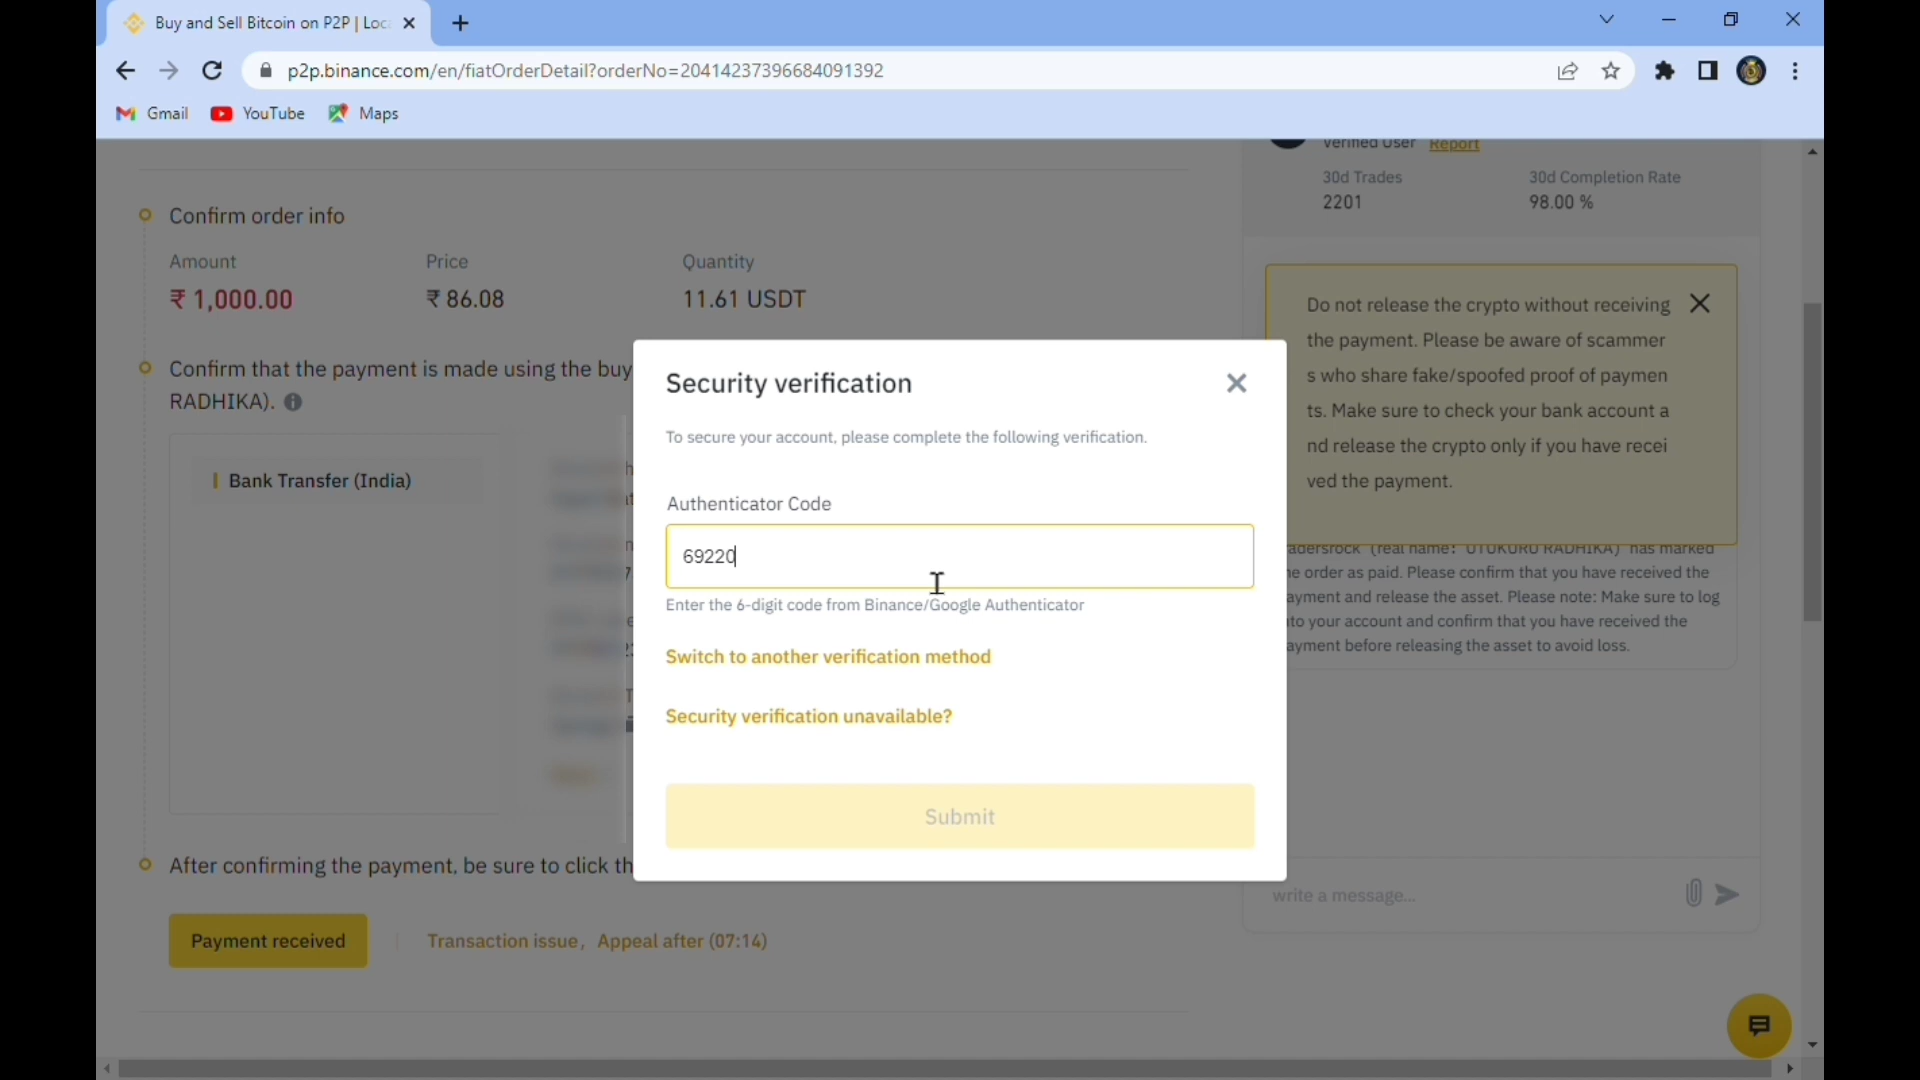 Buy and Sell Bitcoin on P2P | Loc
p2p.binance.com/en/fiatOrderDetail?orderNo=20414237396684091392
Gmail
YouTube
Maps
Verified User Report
30d Trades
30d Completion Rate
2201
98.00 %
Confirm order info
Amount
Price
Quantity
₹ 1,000.00
₹ 86.08
11.61 USDT
Do not release the crypto without receiving
the payment. Please be aware of scammer
s who share fake/spoofed proof of paymen
ts. Make sure to check your bank account a
nd release the crypto only if you have recei
ved the payment.
Confirm that the payment is made using the buy
RADHIKA).
Bank Transfer (India)
Security verification
To secure your account, please complete the following verification.
Authenticator Code
69220
Enter the 6-digit code from Binance/Google Authenticator
Switch to another verification method
Security verification unavailable?
Submit
adersrock (real name: UTUKURU RADHIKA) has marked
he order as paid. Please confirm that you have received the
ayment and release the asset. Please note: Make sure to log
to your account and confirm that you have received the
ayment before releasing the asset to avoid loss.
After confirming the payment, be sure to click th
write a message...
Payment received
Transaction issue, Appeal after (07:14)